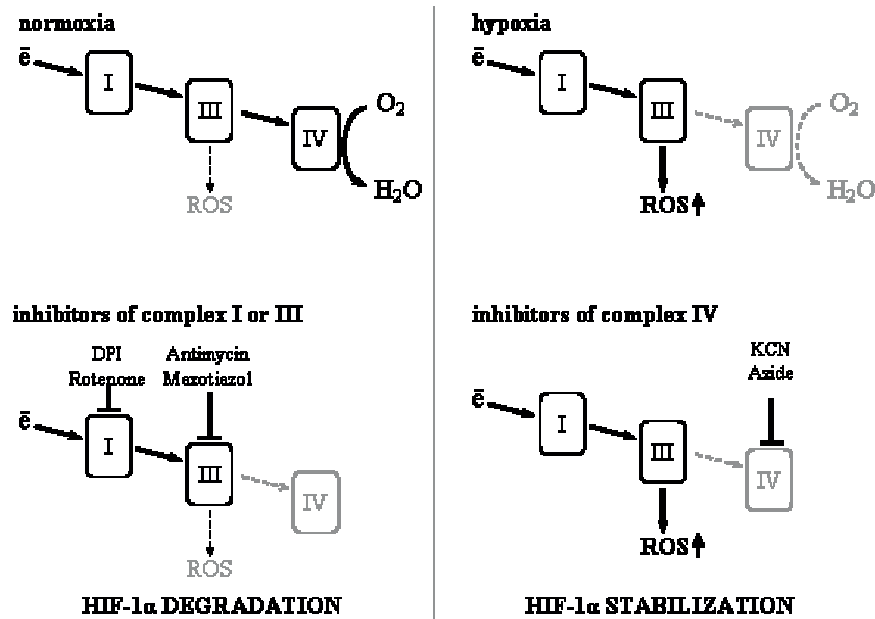 normoxia
ē
I
III
IV
O₂
H₂O
ROS
hypoxia
ē
I
III
IV
O₂
H₂O
ROS
inhibitors of complex I or III
DPI
Rotenone
Antimycin
Mexotiazol
ē
I
III
IV
ROS
HIF-1α DEGRADATION
inhibitors of complex IV
KCN
Azide
ē
I
III
IV
ROS
HIF-1α STABILIZATION